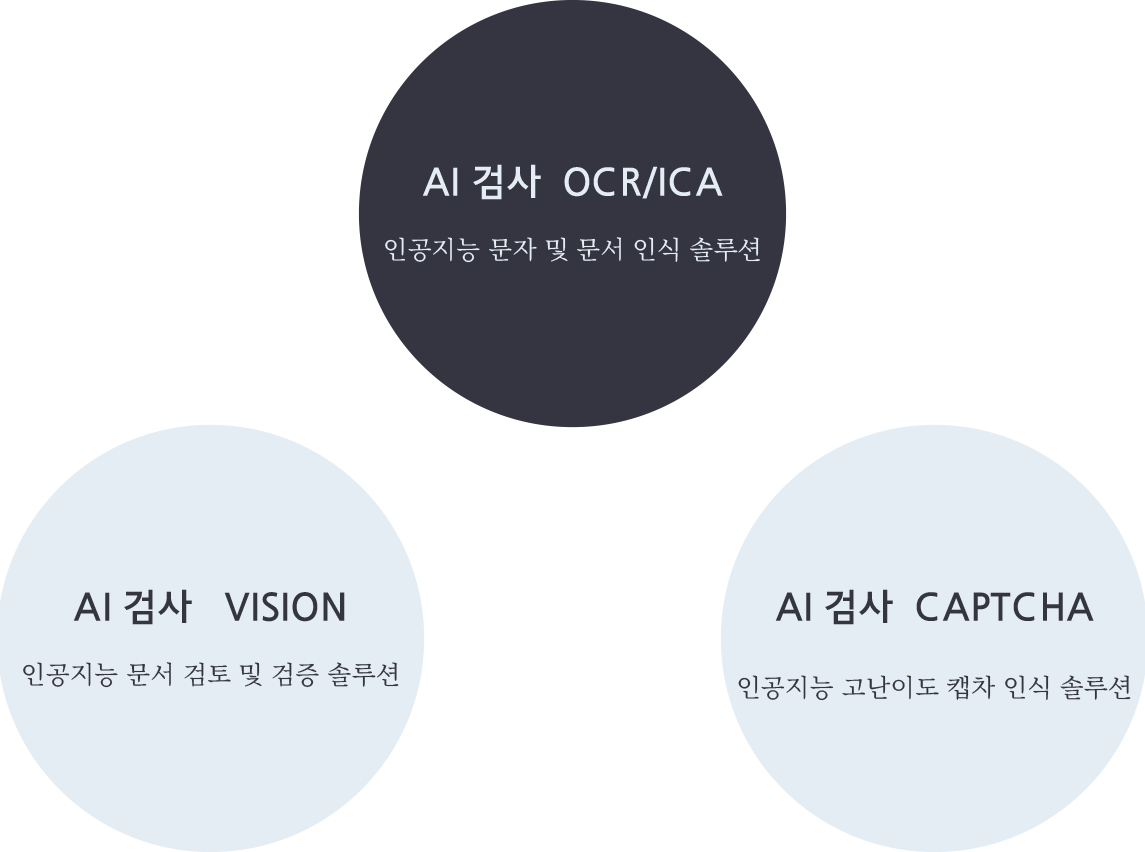 AI 검사 OCR/ICA
인공지능 문자 및 문서 인식 솔루션
AI 검사 VISION
인공지능 문서 검토 및 검증 솔루션
AI 검사 CAPTCHA
인공지능 고난이도 캡차 인식 솔루션